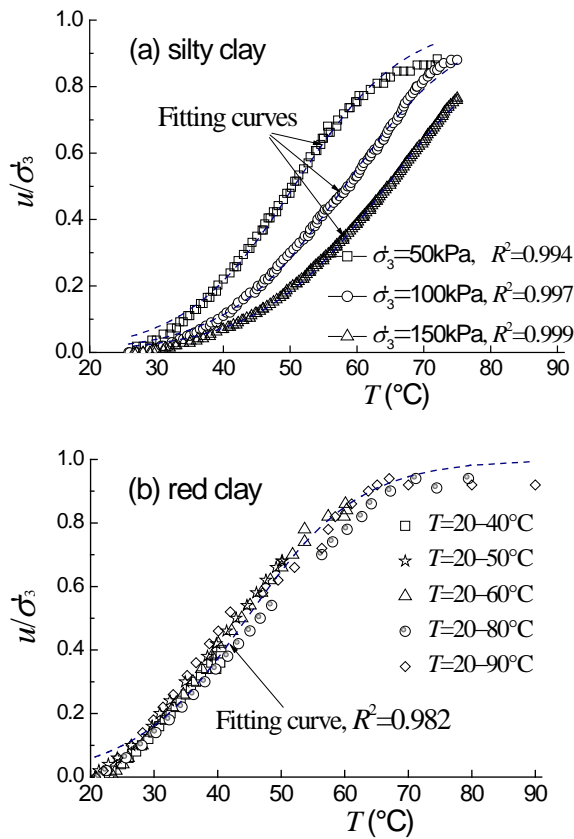 (a) silty clay
1.0
0.8
0.6
0.4
0.2
0.0
u/σ₃
Fitting curves
σ₃=50kPa, R²=0.994
σ₃=100kPa, R²=0.997
σ₃=150kPa, R²=0.999
20 30 40 50 60 70 80 90
T (°C)
(b) red clay
1.0
0.8
0.6
0.4
0.2
0.0
u/σ₃
T=20–40°C
T=20–50°C
T=20–60°C
T=20–80°C
T=20–90°C
Fitting curve, R²=0.982
20 30 40 50 60 70 80 90
T (°C)